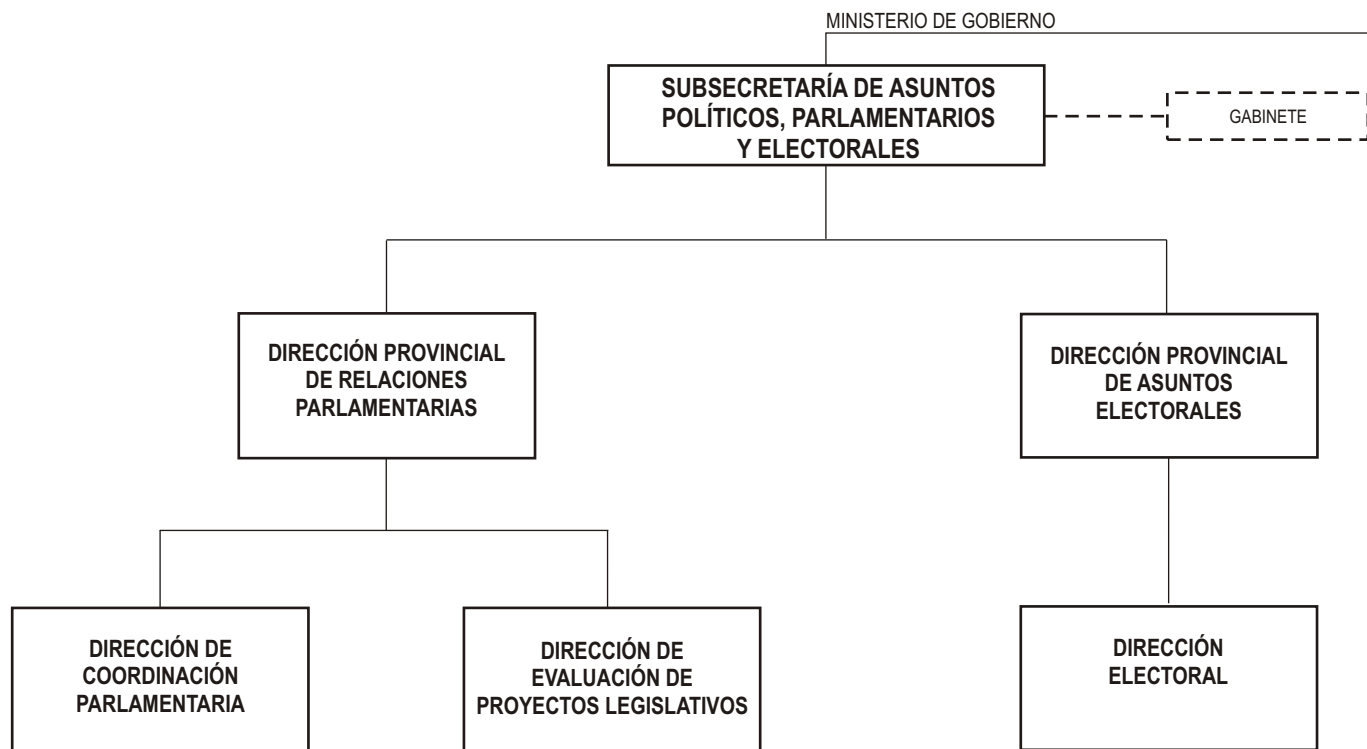 MINISTERIO DE GOBIERNO
SUBSECRETARÍA DE ASUNTOS
POLÍTICOS, PARLAMENTARIOS
Y ELECTORALES
GABINETE
DIRECCIÓN PROVINCIAL
DE RELACIONES
PARLAMENTARIAS
DIRECCIÓN PROVINCIAL
DE ASUNTOS
ELECTORALES
DIRECCIÓN DE
COORDINACIÓN
PARLAMENTARIA
DIRECCIÓN DE
EVALUACIÓN DE
PROYECTOS LEGISLATIVOS
DIRECCIÓN
ELECTORAL